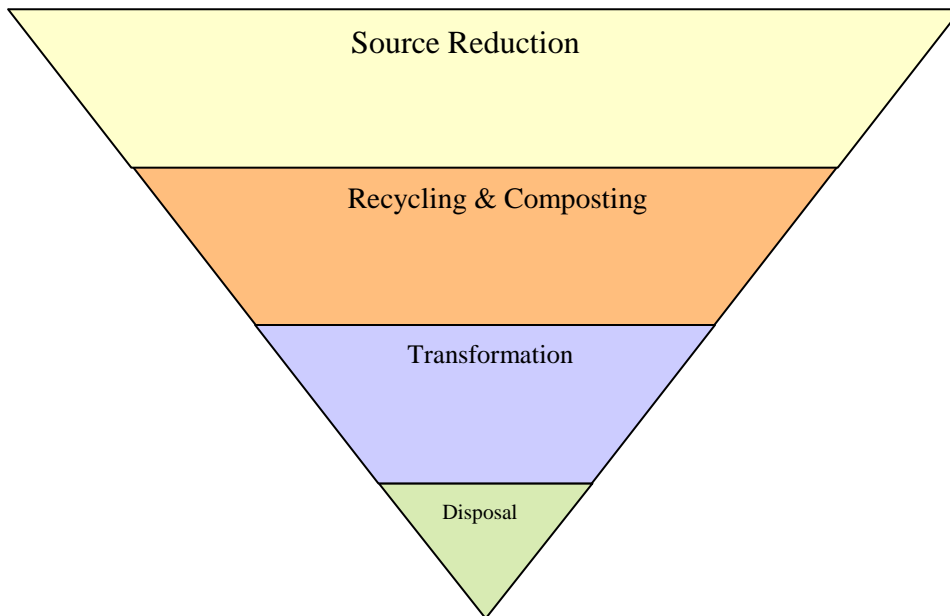 Source Reduction
Recycling & Composting
Transformation
Disposal